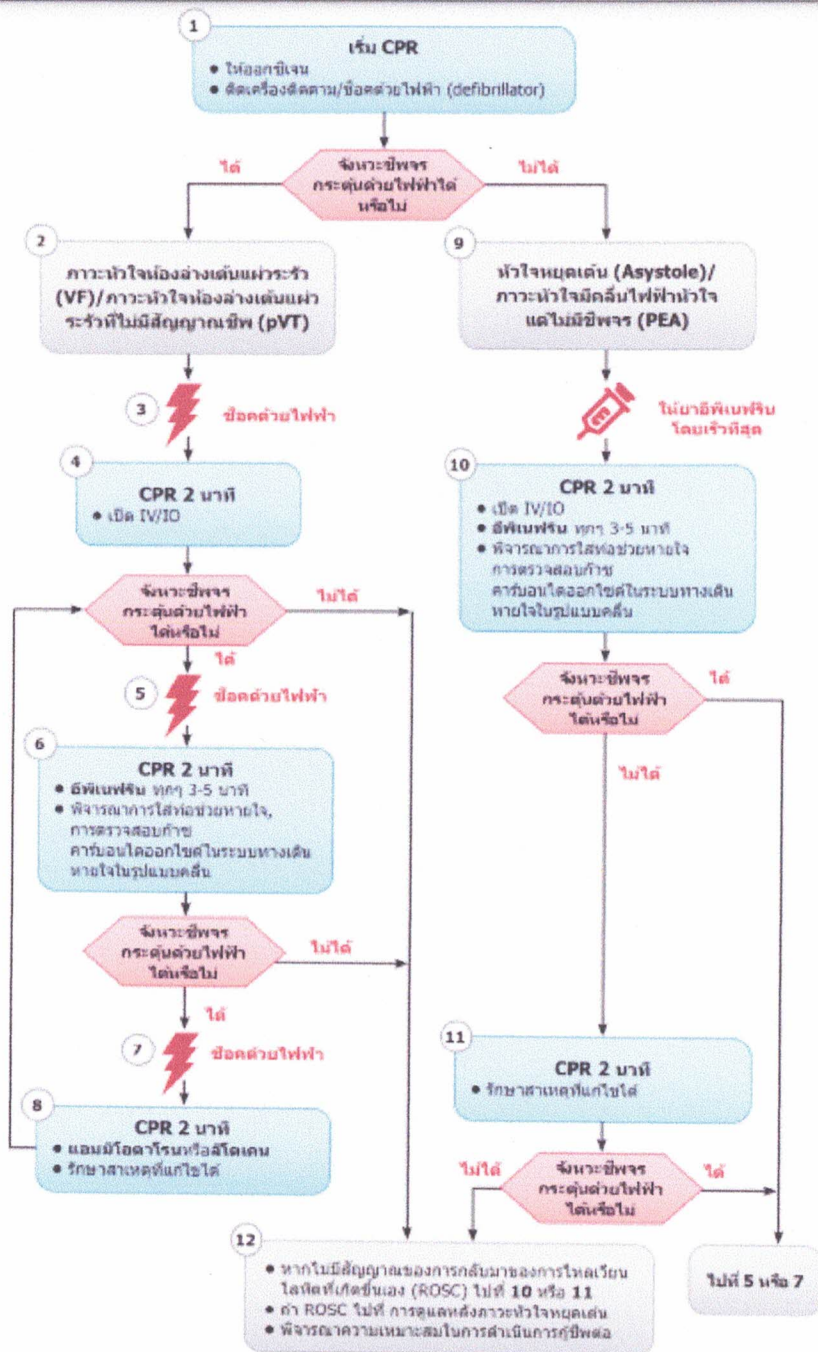 1
เริ่ม CPR
● ให้ออกซิเจน
● ติดเครื่องติดตาม/ช็อคด้วยไฟฟ้า (defibrillator)
ได้
จังหวะชีพจร
กระตุ้นด้วยไฟฟ้าได้
หรือไม่
ไม่ได้
2
ภาวะหัวใจห้องล่างเต้นแผ่วระรัว
(VF)/ภาวะหัวใจห้องล่างเต้นแผ่ว
ระรัวที่ไม่มีสัญญาณชีพ (pVT)
3
ช็อคด้วยไฟฟ้า
4
CPR 2 นาที
● เปิด IV/IO
จังหวะชีพจร
กระตุ้นด้วยไฟฟ้า
ได้หรือไม่
ไม่ได้
ได้
5
ช็อคด้วยไฟฟ้า
6
CPR 2 นาที
● อีพิเนฟริน ทุกๆ 3-5 นาที
● พิจารณาการใส่ท่อช่วยหายใจ,
การตรวจสอบก๊าซ
คาร์บอนไดออกไซด์ในระบบทางเดิน
หายใจในรูปแบบคลื่น
จังหวะชีพจร
กระตุ้นด้วยไฟฟ้า
ได้หรือไม่
ไม่ได้
ได้
7
ช็อคด้วยไฟฟ้า
8
CPR 2 นาที
● แอมมิโอดาโรนหรือลิโดเคน
● รักษาสาเหตุที่แก้ไขได้
9
หัวใจหยุดเต้น (Asystole)/
ภาวะหัวใจมีคลื่นไฟฟ้าหัวใจ
แต่ไม่มีชีพจร (PEA)
ให้ยาอีพิเนฟริน
โดยเร็วที่สุด
10
CPR 2 นาที
● เปิด IV/IO
● อีพิเนฟริน ทุกๆ 3-5 นาที
● พิจารณาการใส่ท่อช่วยหายใจ
การตรวจสอบก๊าซ
คาร์บอนไดออกไซด์ในระบบทางเดิน
หายใจในรูปแบบคลื่น
จังหวะชีพจร
กระตุ้นด้วยไฟฟ้า
ได้หรือไม่
ได้
ไม่ได้
11
CPR 2 นาที
● รักษาสาเหตุที่แก้ไขได้
ไม่ได้
จังหวะชีพจร
กระตุ้นด้วยไฟฟ้า
ได้หรือไม่
ได้
12
● หากไม่มีสัญญาณของการกลับมาของการไหลเวียน
โลหิตที่เกิดขึ้นเอง (ROSC) ไปที่ 10 หรือ 11
● ถ้า ROSC ไปที่ การดูแลหลังภาวะหัวใจหยุดเต้น
● พิจารณาความเหมาะสมในการดำเนินการกู้ชีพต่อ
ไปที่ 5 หรือ 7